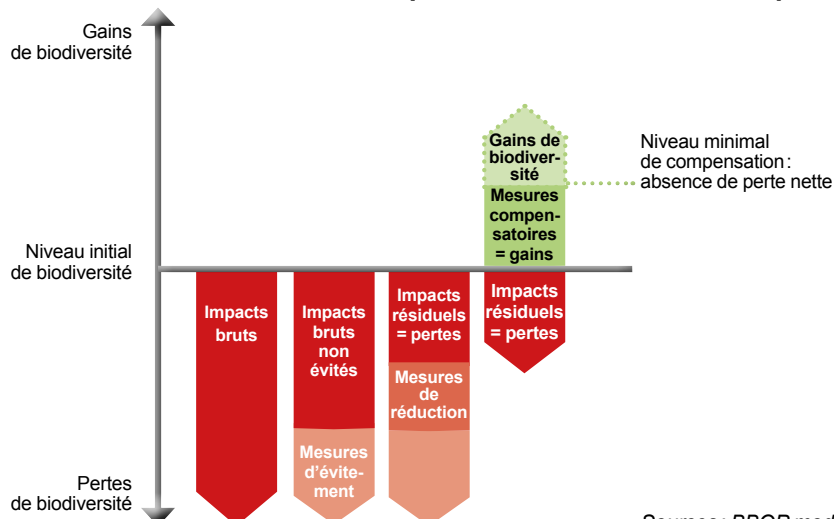 Gains
de biodiversité
Gains de
biodiver-
sité
Niveau minimal
de compensation :
absence de perte nette
Mesures
compen-
satoires
= gains
Niveau initial
de biodiversité
Impacts
bruts
Impacts
bruts
non
évités
Impacts
résiduels
= pertes
Impacts
résiduels
= pertes
Mesures
de
réduction
Mesures
d'évite-
ment
Pertes
de biodiversité